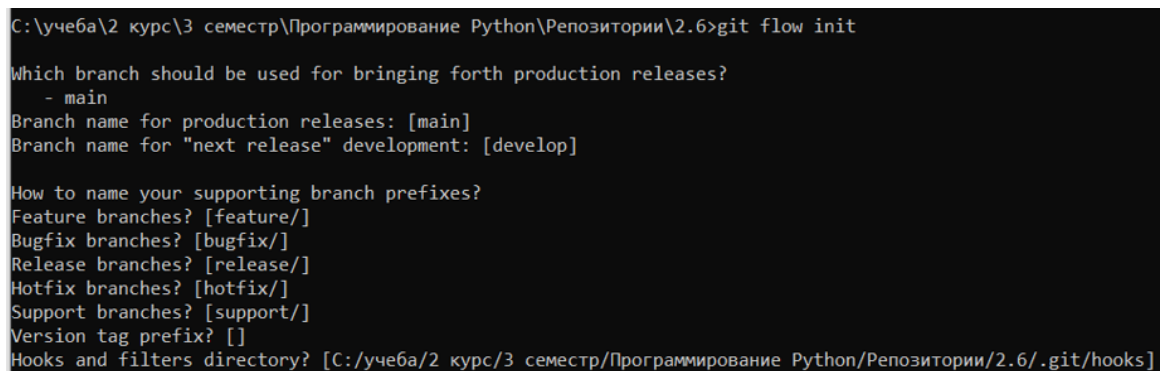 C:\учеба\2 курс\3 семестр\Программирование Python\Репозитории\2.6>git flow init
Which branch should be used for bringing forth production releases?
- main
Branch name for production releases: [main]
Branch name for "next release" development: [develop]
How to name your supporting branch prefixes?
Feature branches? [feature/]
Bugfix branches? [bugfix/]
Release branches? [release/]
Hotfix branches? [hotfix/]
Support branches? [support/]
Version tag prefix? []
Hooks and filters directory? [C:/учеба/2 курс/3 семестр/Программирование Python/Репозитории/2.6/.git/hooks]